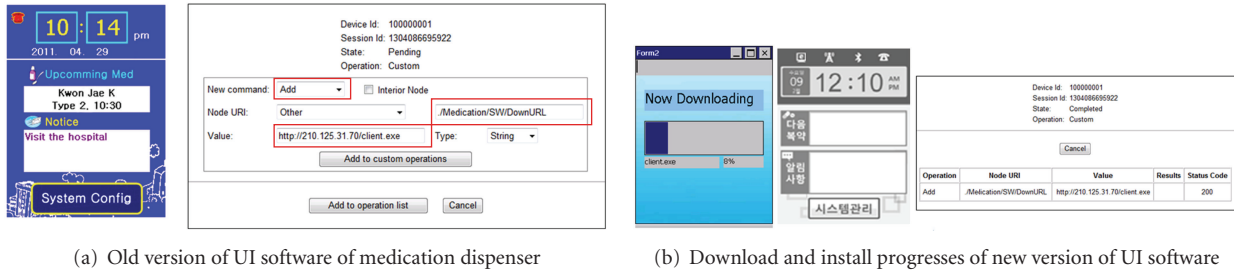 10 : 14 pm
2011. 04. 29
Upcomming Med
Kwon Jae K
Type 2, 10:30
Notice
Visit the hospital
System Config
Device Id: 100000001
Session Id: 1304086695922
State: Pending
Operation: Custom
New command: Add Interior Node
Node URI: Other ./Medication/SW/DownURL
Value: http://210.125.31.70/client.exe Type: String
Add to custom operations
Add to operation list Cancel
(a) Old version of UI software of medication dispenser
Form2
Now Downloading
client.exe 8%
수요일
09
2월
12:10 AM
PM
다음
복약
알림
사항
시스템관리
Device Id: 100000001
Session Id: 1304086695922
State: Completed
Operation: Custom
Cancel
Operation Node URI Value Results Status Code
Add ./Melication/SW/DownURL http://210.125.31.70/client.exe 200
(b) Download and install progresses of new version of UI software